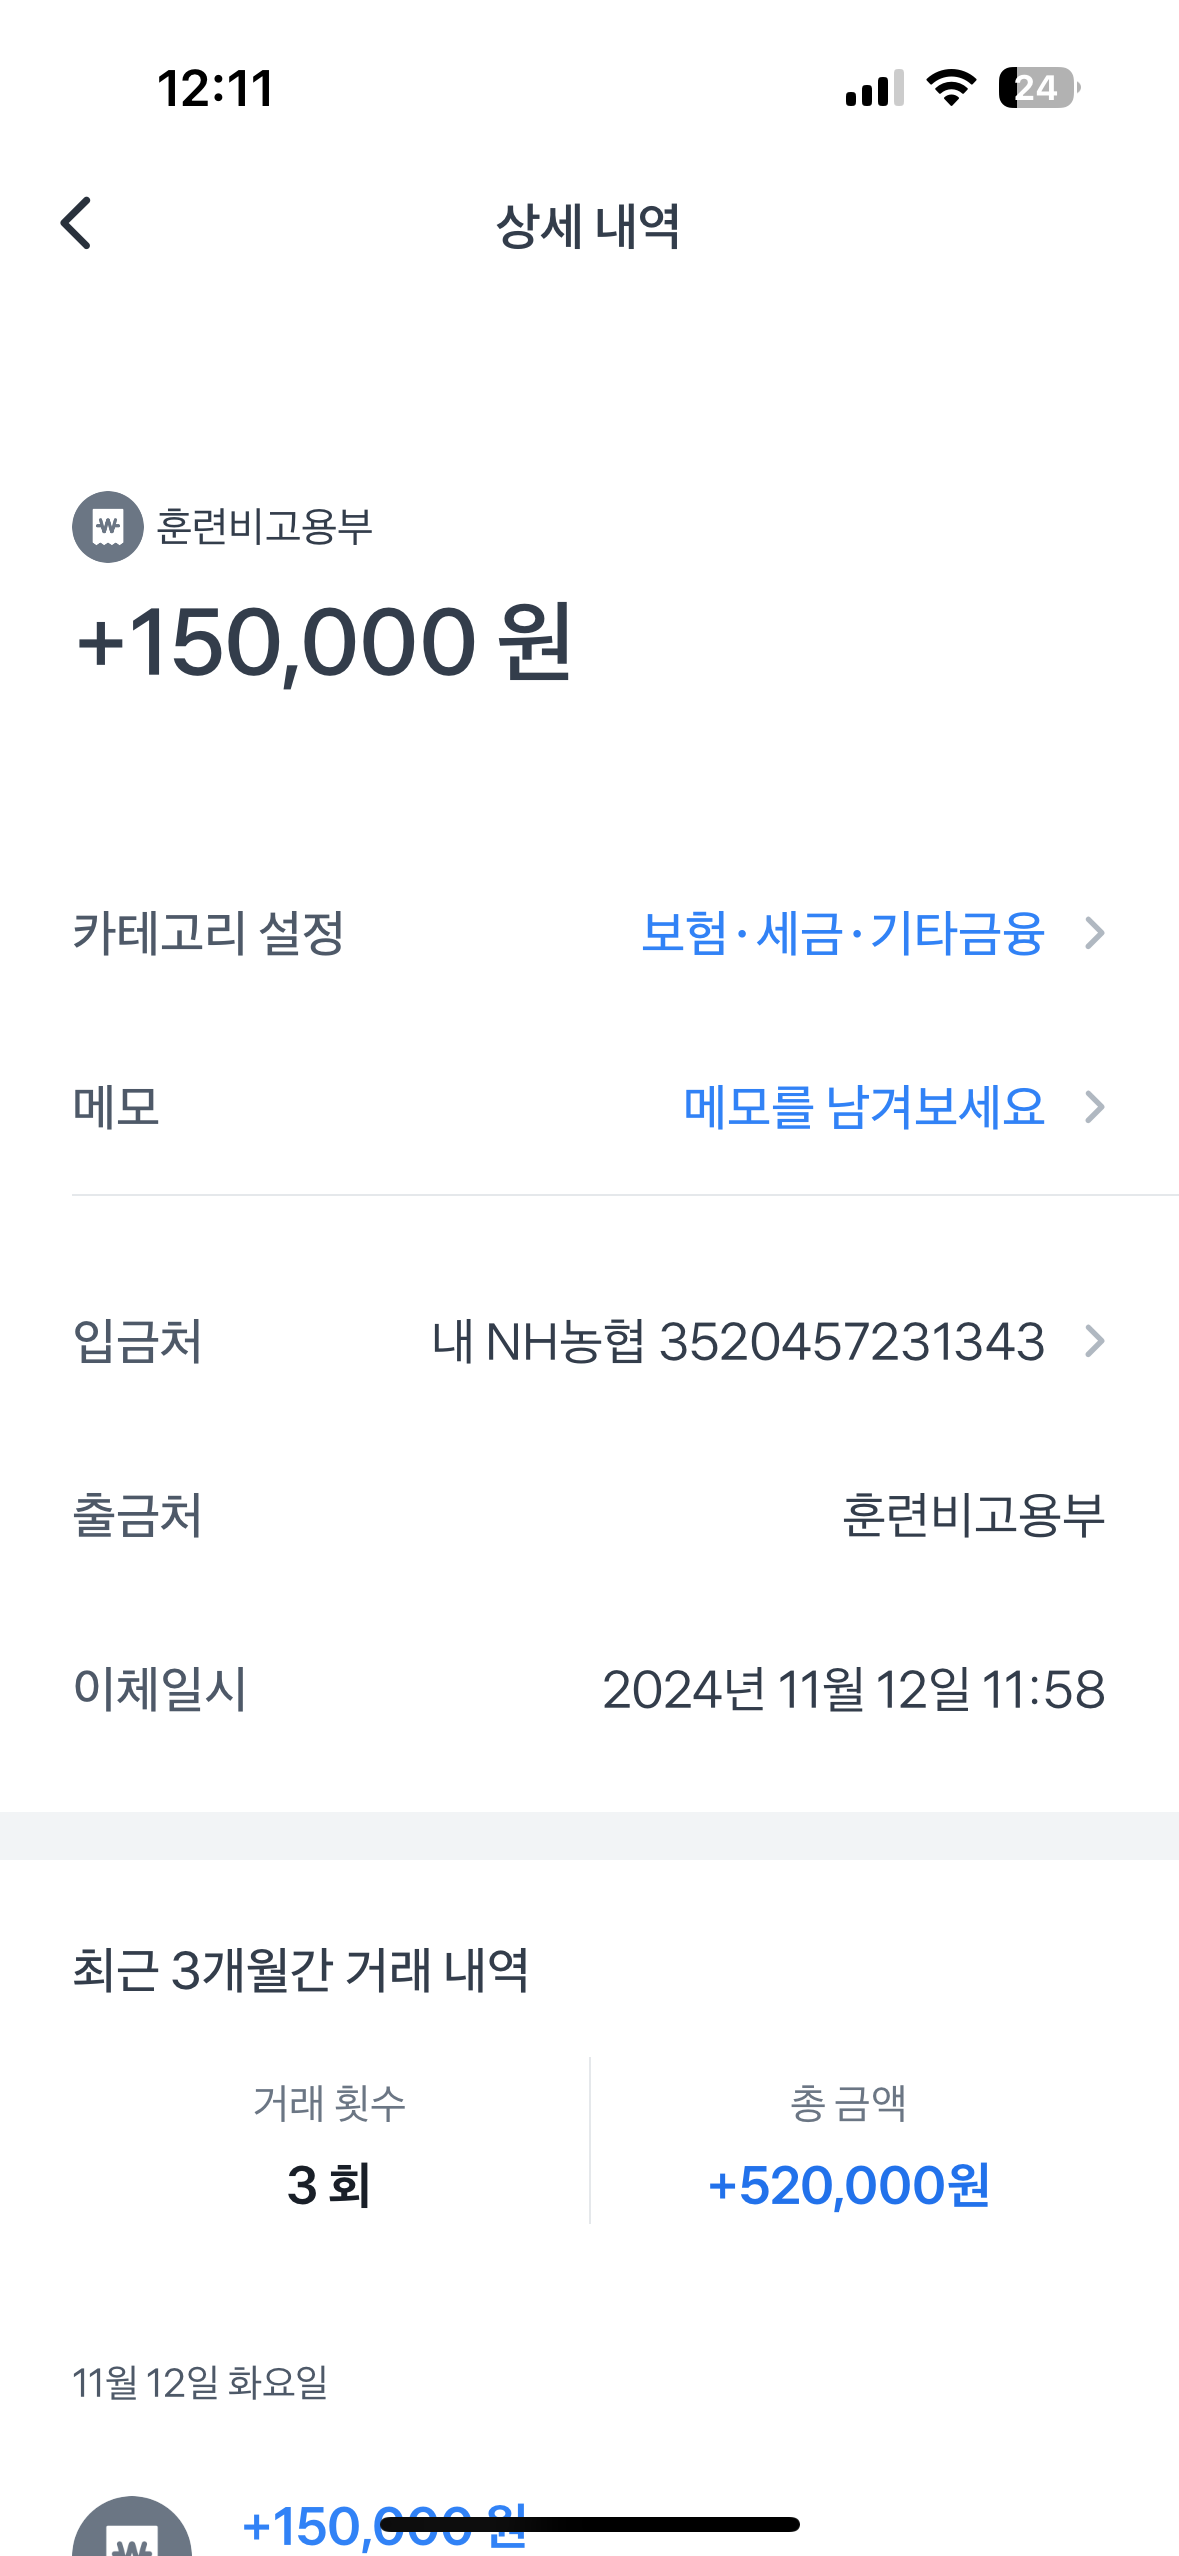 12:11
24
상세 내역
훈련비고용부
+150,000 원
카테고리 설정 보험·세금·기타금융
메모 메모를 남겨보세요
입금처 내 NH농협 3520457231343
출금처 훈련비고용부
이체일시 2024년 11월 12일 11:58
최근 3개월간 거래 내역
거래 횟수 총 금액
3 회 +520,000원
11월 12일 화요일
+150,000 원